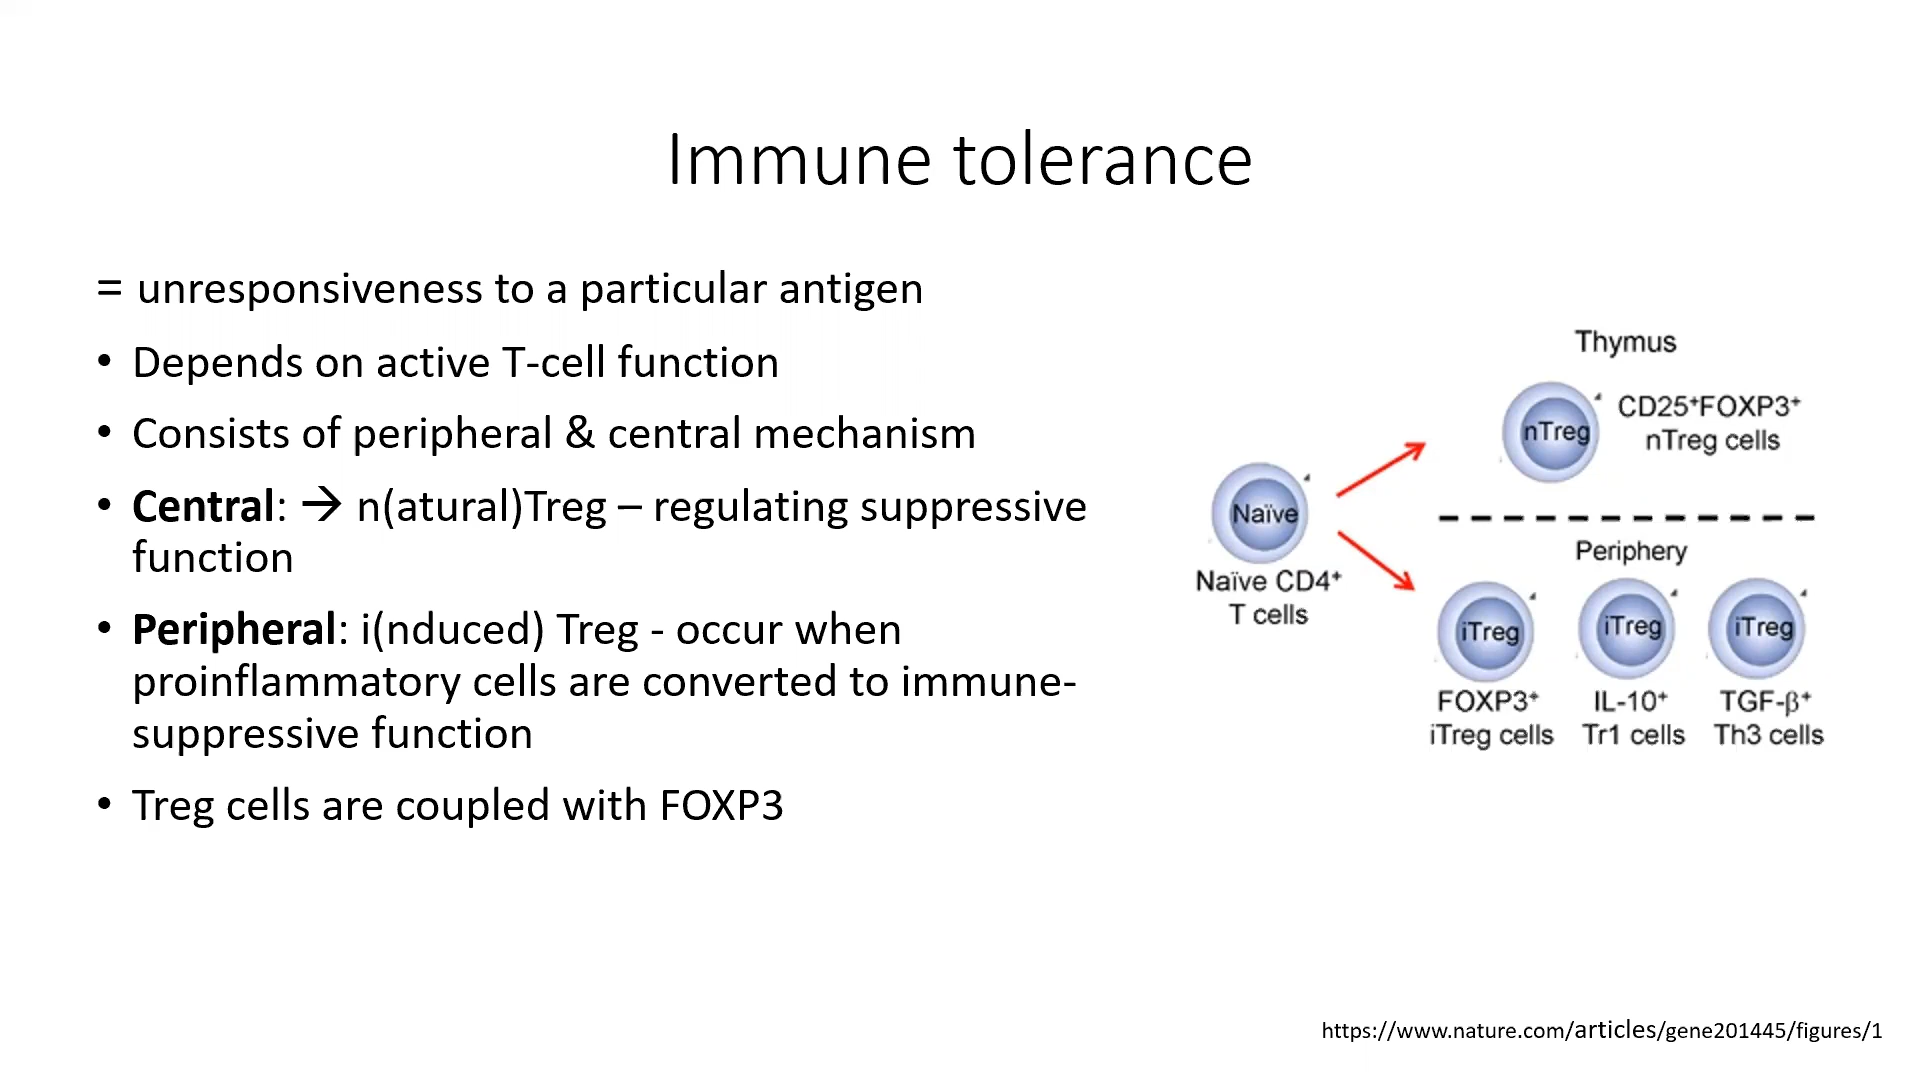 Immune tolerance
= unresponsiveness to a particular antigen
• Depends on active T-cell function
• Consists of peripheral & central mechanism
• Central: → n(atural)Treg – regulating suppressive
function
• Peripheral: i(nduced) Treg - occur when
proinflammatory cells are converted to immune-
suppressive function
• Treg cells are coupled with FOXP3
Thymus
nTreg
CD25⁺FOXP3⁺
nTreg cells
Naïve
Naïve CD4⁺
T cells
Periphery
iTreg
iTreg
iTreg
FOXP3⁺
iTreg cells
IL-10⁺
Tr1 cells
TGF-β⁺
Th3 cells
https://www.nature.com/articles/gene201445/figures/1